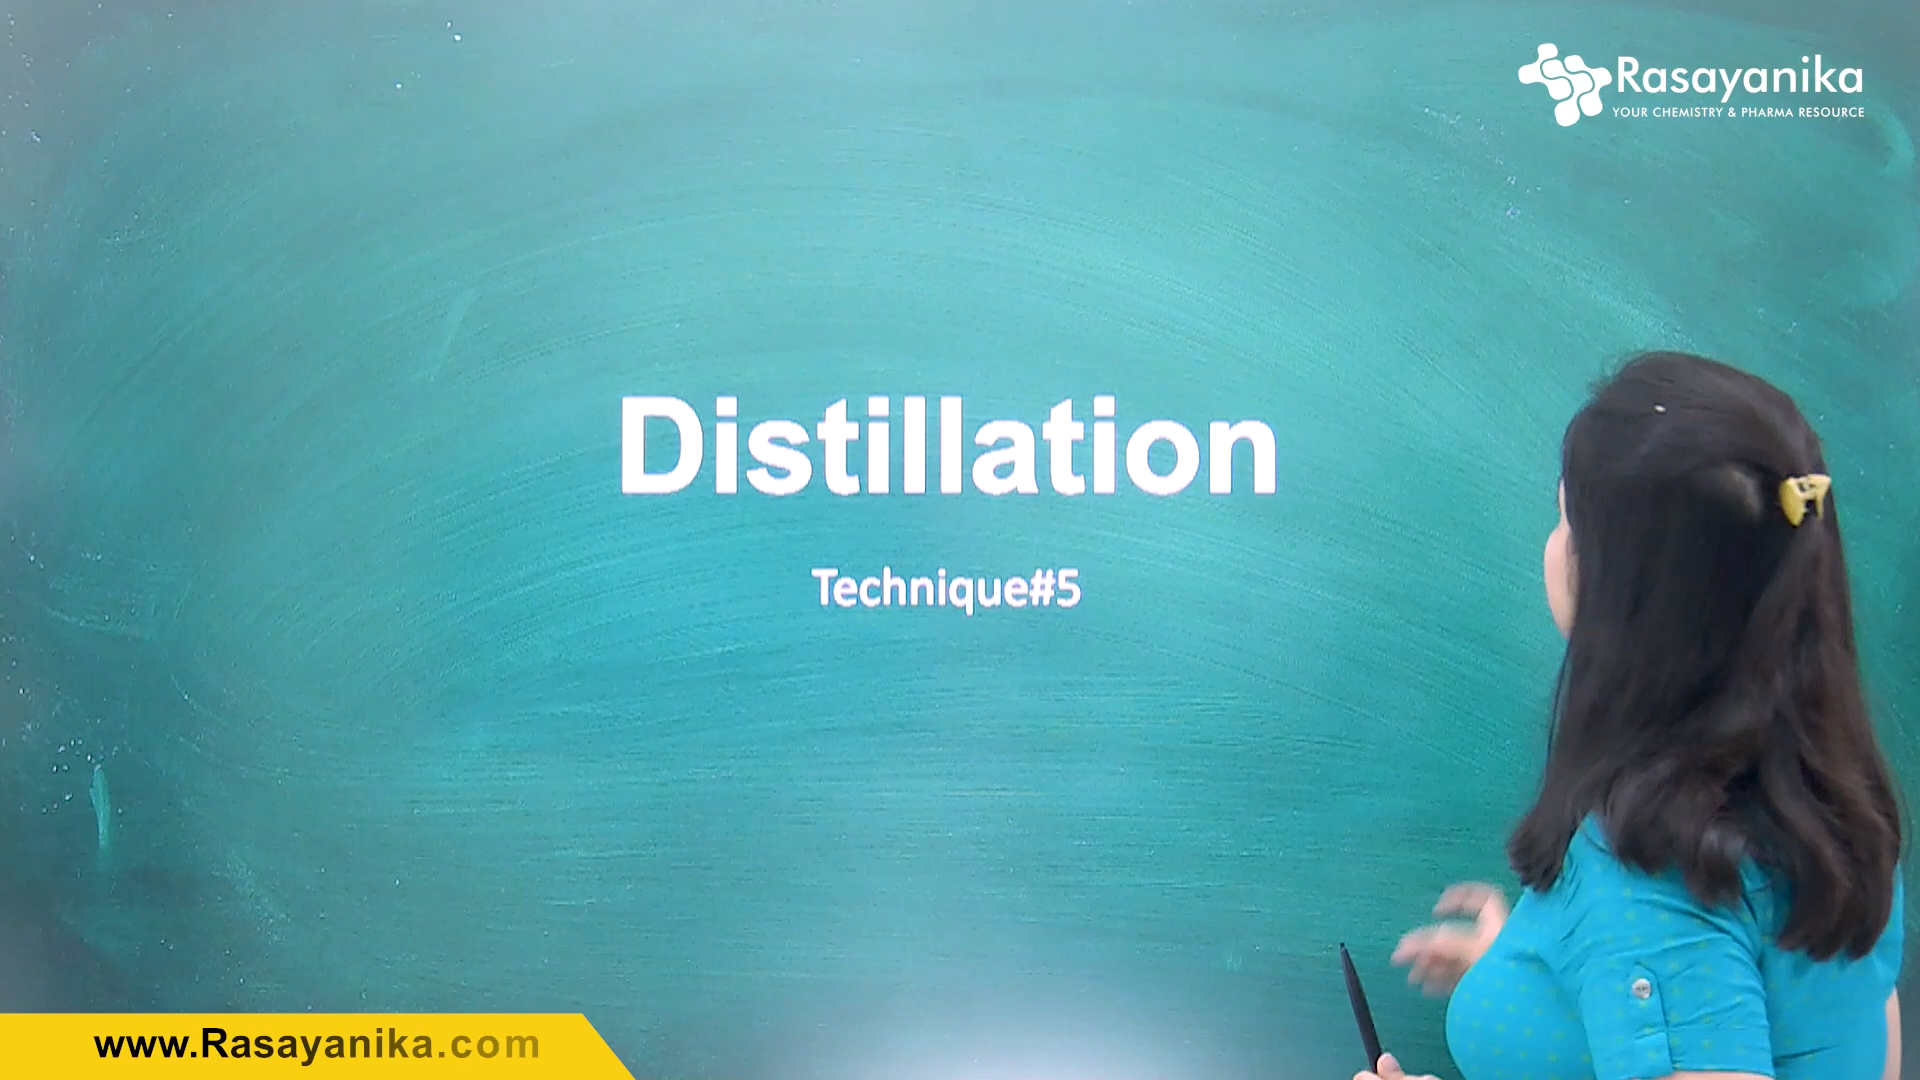 Rasayanika
YOUR CHEMISTRY & PHARMA RESOURCE
Distillation
Technique#5
www.Rasayanika.com